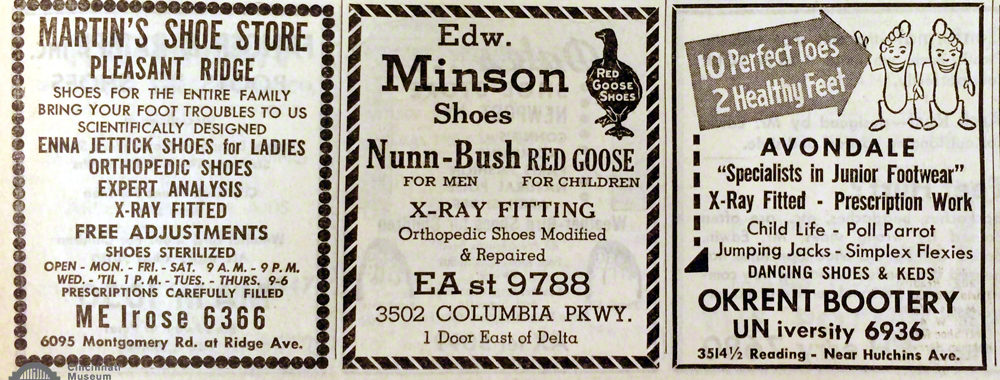 MARTIN'S SHOE STORE
PLEASANT RIDGE
SHOES FOR THE ENTIRE FAMILY
BRING YOUR FOOT TROUBLES TO US
SCIENTIFICALLY DESIGNED
ENNA JETTICK SHOES for LADIES
ORTHOPEDIC SHOES
EXPERT ANALYSIS
X-RAY FITTED
FREE ADJUSTMENTS
SHOES STERILIZED
OPEN - MON. - FRI. - SAT. 9 A. M. - 9 P. M.
WED. - 'TIL 1 P. M. - TUES. - THURS. 9-6
PRESCRIPTIONS CAREFULLY FILLED
ME lrose 6366
6095 Montgomery Rd. at Ridge Ave.
Cincinnati
Museum
Edw.
Minson
Shoes
RED
GOOSE
SHOES
Nunn-Bush RED GOOSE
FOR MEN FOR CHILDREN
X-RAY FITTING
Orthopedic Shoes Modified
& Repaired
EA st 9788
3502 COLUMBIA PKWY.
1 Door East of Delta
10 Perfect Toes
2 Healthy Feet
AVONDALE
"Specialists in Junior Footwear"
X-Ray Fitted - Prescription Work
Child Life - Poll Parrot
Jumping Jacks - Simplex Flexies
DANCING SHOES & KEDS
OKRENT BOOTERY
UN iversity 6936
3514½ Reading - Near Hutchins Ave.